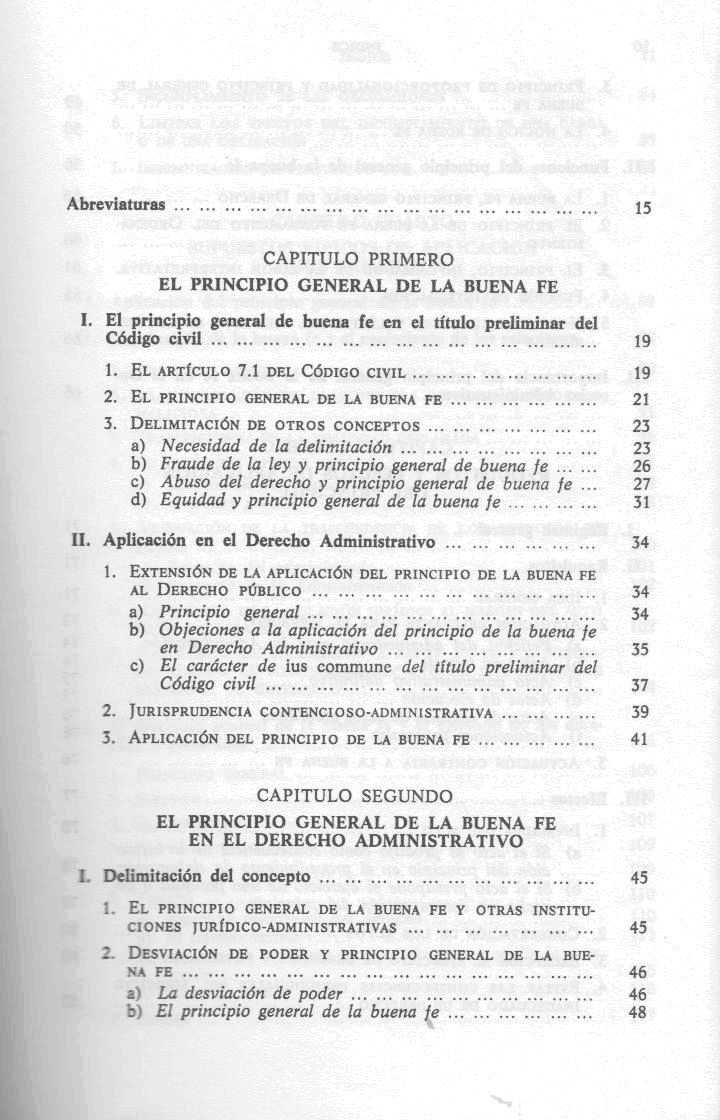 Abreviaturas ... ... ... ... ... ... ... ... ... ... ... ... ... ... ... ... ... 15
CAPITULO PRIMERO
EL PRINCIPIO GENERAL DE LA BUENA FE
I. El principio general de buena fe en el título preliminar del
Código civil ... ... ... ... ... ... ... ... ... ... ... ... ... ... ... 19
1. EL ARTÍCULO 7.1 DEL CÓDIGO CIVIL ... ... ... ... ... ... ... ... 19
2. EL PRINCIPIO GENERAL DE LA BUENA FE ... ... ... ... ... ... 21
3. DELIMITACIÓN DE OTROS CONCEPTOS ... ... ... ... ... ... ... 23
a) Necesidad de la delimitación ... ... ... ... ... ... ... ... 23
b) Fraude de la ley y principio general de buena fe ... ... 26
c) Abuso del derecho y principio general de buena fe ... 27
d) Equidad y principio general de la buena fe ... ... ... ... 31
II. Aplicación en el Derecho Administrativo ... ... ... ... ... ... 34
1. EXTENSIÓN DE LA APLICACIÓN DEL PRINCIPIO DE LA BUENA FE
AL DERECHO PÚBLICO ... ... ... ... ... ... ... ... ... ... ... 34
a) Principio general ... ... ... ... ... ... ... ... ... ... ... 34
b) Objeciones a la aplicación del principio de la buena fe
en Derecho Administrativo ... ... ... ... ... ... ... ... 35
c) El carácter de ius commune del título preliminar del
Código civil ... ... ... ... ... ... ... ... ... ... ... ... ... 37
2. JURISPRUDENCIA CONTENCIOSO-ADMINISTRATIVA ... ... ... ... 39
3. APLICACIÓN DEL PRINCIPIO DE LA BUENA FE ... ... ... ... ... 41
CAPITULO SEGUNDO
EL PRINCIPIO GENERAL DE LA BUENA FE
EN EL DERECHO ADMINISTRATIVO
I. Delimitación del concepto ... ... ... ... ... ... ... ... ... ... ... 45
1. EL PRINCIPIO GENERAL DE LA BUENA FE Y OTRAS INSTITU-
CIONES JURÍDICO-ADMINISTRATIVAS ... ... ... ... ... ... ... 45
2. DESVIACIÓN DE PODER Y PRINCIPIO GENERAL DE LA BUE-
NA FE ... ... ... ... ... ... ... ... ... ... ... ... ... ... ... ... 46
a) La desviación de poder ... ... ... ... ... ... ... ... ... 46
b) El principio general de la buena fe ... ... ... ... ... ... 48